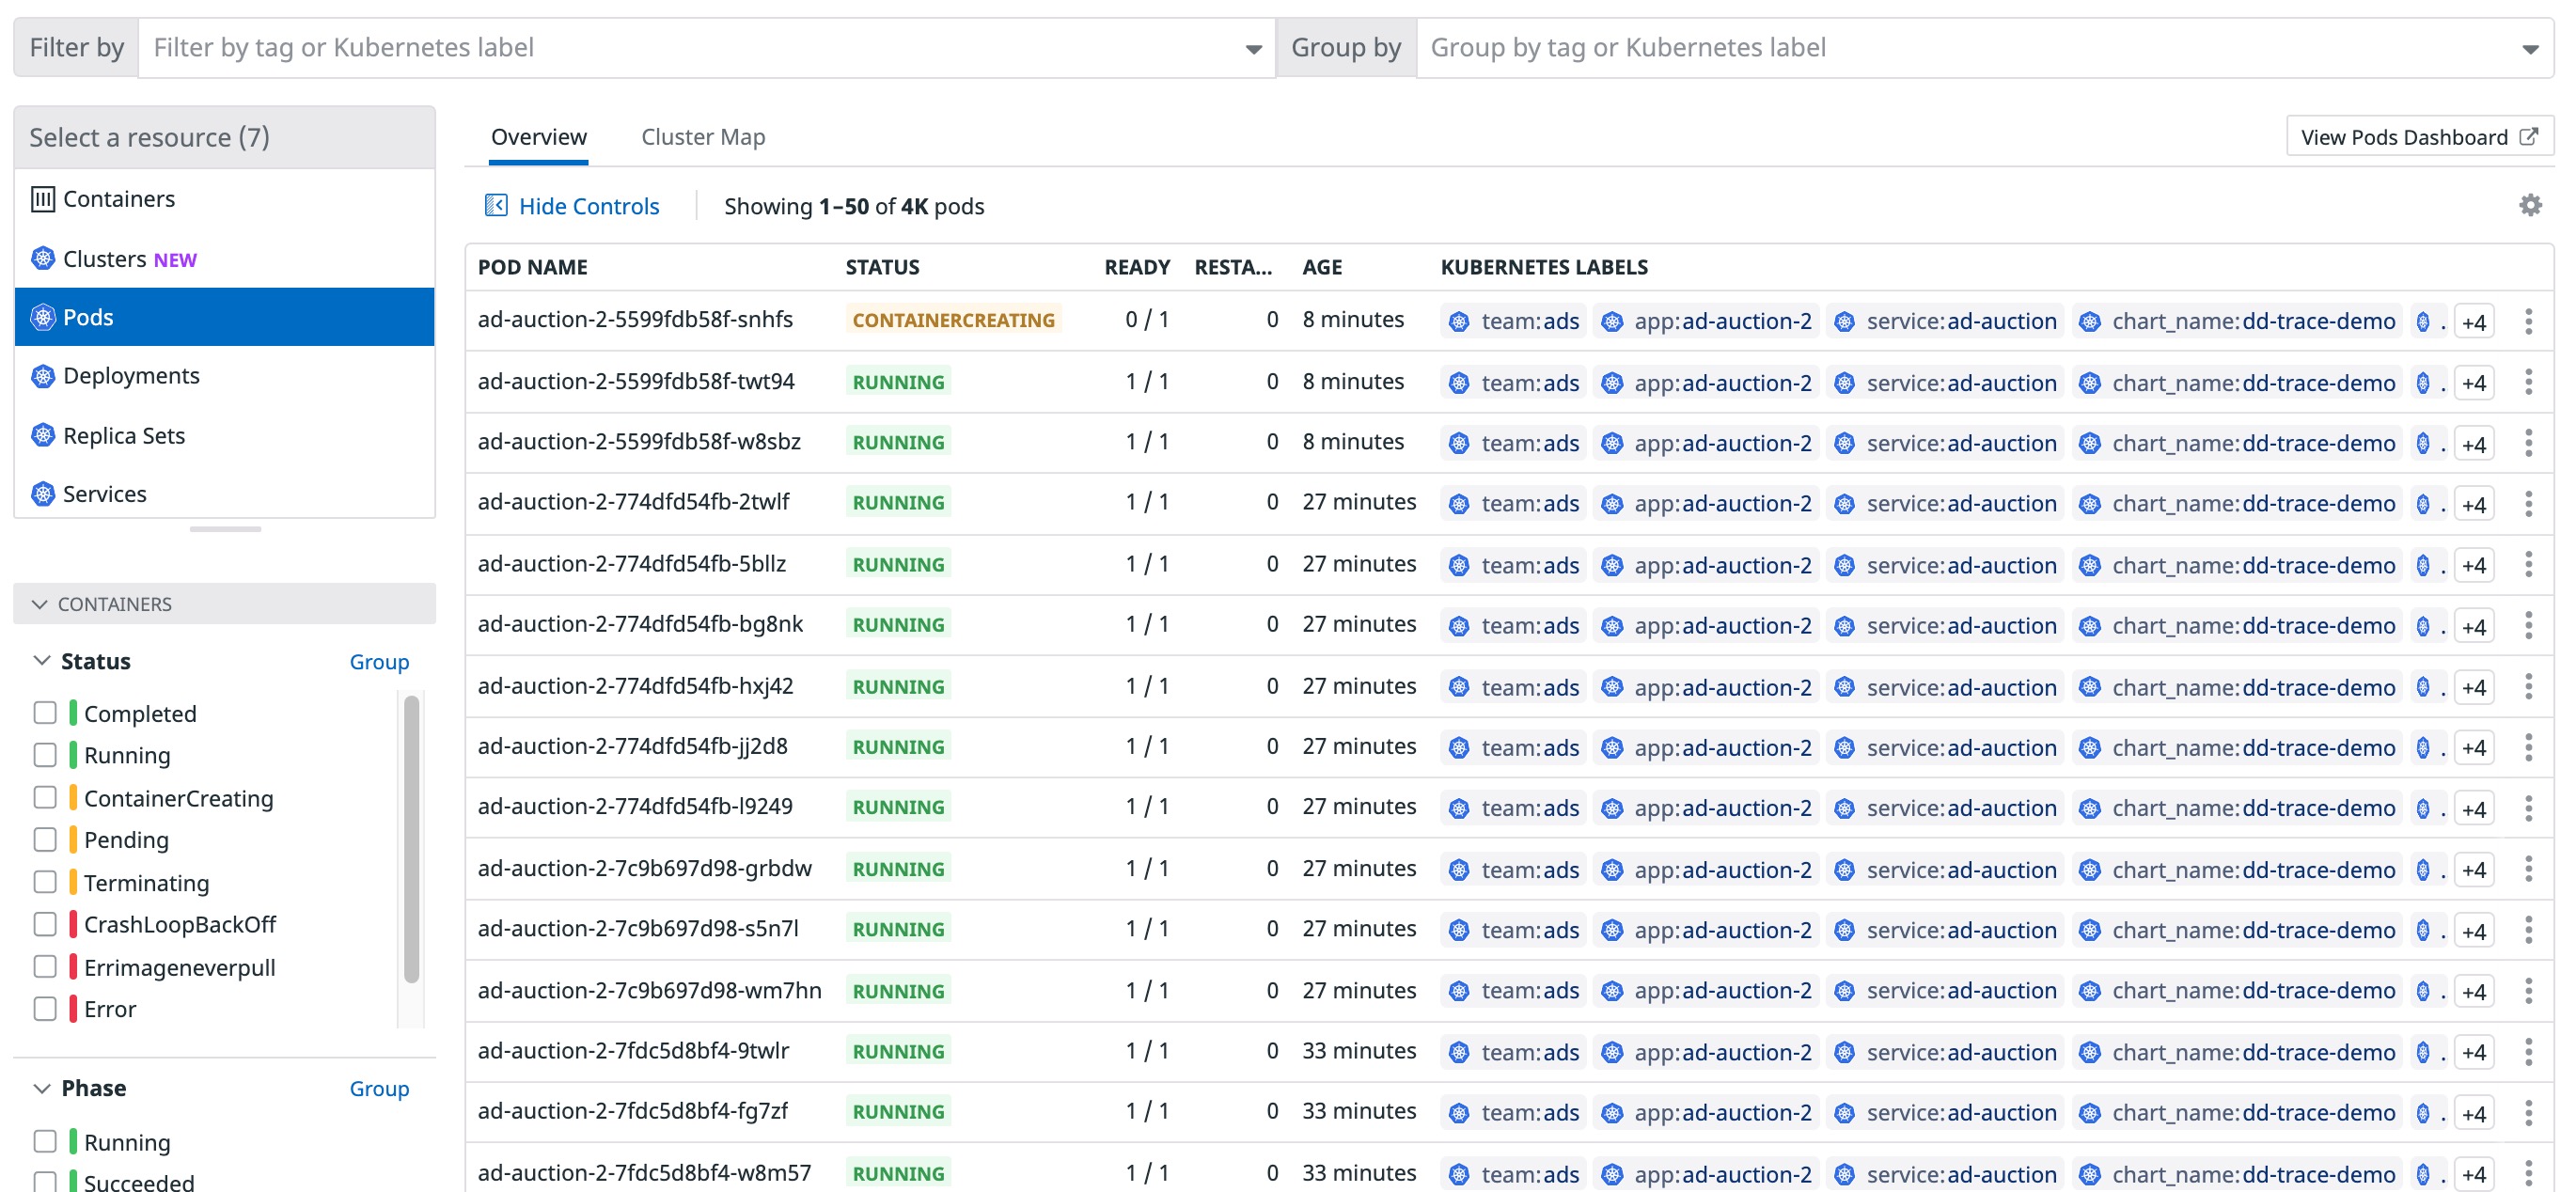 Filter by Filter by tag or Kubernetes label Group by Group by tag or Kubernetes label
Select a resource (7)
Containers
Clusters NEW
Pods
Deployments
Replica Sets
Services
CONTAINERS
Status Group
Completed
Running
ContainerCreating
Pending
Terminating
CrashLoopBackOff
Errimageneverpull
Error
Phase Group
Running
Succeeded
Overview Cluster Map View Pods Dashboard
Hide Controls Showing 1–50 of 4K pods
POD NAME STATUS READY RESTA... AGE KUBERNETES LABELS
ad-auction-2-5599fdb58f-snhfs CONTAINERCREATING 0 / 1 0 8 minutes team:ads app:ad-auction-2 service:ad-auction chart_name:dd-trace-demo . +4
ad-auction-2-5599fdb58f-twt94 RUNNING 1 / 1 0 8 minutes team:ads app:ad-auction-2 service:ad-auction chart_name:dd-trace-demo . +4
ad-auction-2-5599fdb58f-w8sbz RUNNING 1 / 1 0 8 minutes team:ads app:ad-auction-2 service:ad-auction chart_name:dd-trace-demo . +4
ad-auction-2-774dfd54fb-2twlf RUNNING 1 / 1 0 27 minutes team:ads app:ad-auction-2 service:ad-auction chart_name:dd-trace-demo . +4
ad-auction-2-774dfd54fb-5bllz RUNNING 1 / 1 0 27 minutes team:ads app:ad-auction-2 service:ad-auction chart_name:dd-trace-demo . +4
ad-auction-2-774dfd54fb-bg8nk RUNNING 1 / 1 0 27 minutes team:ads app:ad-auction-2 service:ad-auction chart_name:dd-trace-demo . +4
ad-auction-2-774dfd54fb-hxj42 RUNNING 1 / 1 0 27 minutes team:ads app:ad-auction-2 service:ad-auction chart_name:dd-trace-demo . +4
ad-auction-2-774dfd54fb-jj2d8 RUNNING 1 / 1 0 27 minutes team:ads app:ad-auction-2 service:ad-auction chart_name:dd-trace-demo . +4
ad-auction-2-774dfd54fb-l9249 RUNNING 1 / 1 0 27 minutes team:ads app:ad-auction-2 service:ad-auction chart_name:dd-trace-demo . +4
ad-auction-2-7c9b697d98-grbdw RUNNING 1 / 1 0 27 minutes team:ads app:ad-auction-2 service:ad-auction chart_name:dd-trace-demo . +4
ad-auction-2-7c9b697d98-s5n7l RUNNING 1 / 1 0 27 minutes team:ads app:ad-auction-2 service:ad-auction chart_name:dd-trace-demo . +4
ad-auction-2-7c9b697d98-wm7hn RUNNING 1 / 1 0 27 minutes team:ads app:ad-auction-2 service:ad-auction chart_name:dd-trace-demo . +4
ad-auction-2-7fdc5d8bf4-9twlr RUNNING 1 / 1 0 33 minutes team:ads app:ad-auction-2 service:ad-auction chart_name:dd-trace-demo . +4
ad-auction-2-7fdc5d8bf4-fg7zf RUNNING 1 / 1 0 33 minutes team:ads app:ad-auction-2 service:ad-auction chart_name:dd-trace-demo . +4
ad-auction-2-7fdc5d8bf4-w8m57 RUNNING 1 / 1 0 33 minutes team:ads app:ad-auction-2 service:ad-auction chart_name:dd-trace-demo . +4